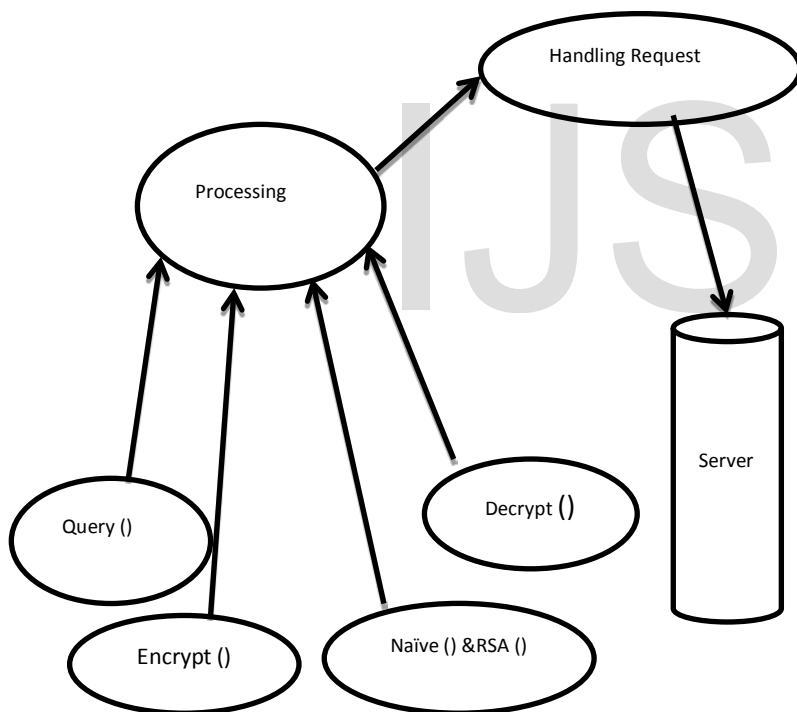 Handling Request
Processing
IJS
Server
Query ()
Decrypt ()
Encrypt ()
Naïve () &RSA ()